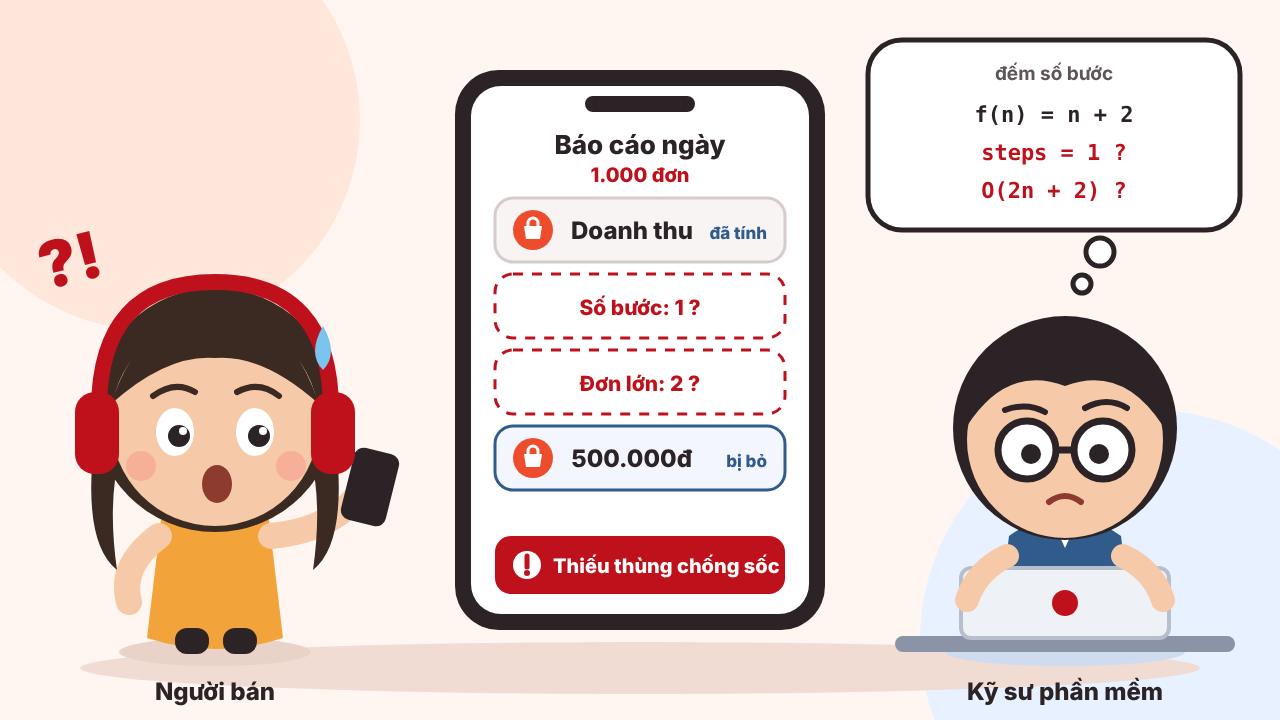 ?!
Báo cáo ngày
1.000 đơn
Doanh thu đã tính
Số bước: 1 ?
Đơn lớn: 2 ?
500.000đ bị bỏ
Thiếu thùng chống sốc
đếm số bước
f(n) = n + 2
steps = 1 ?
O(2n + 2) ?
Người bán
Kỹ sư phần mềm